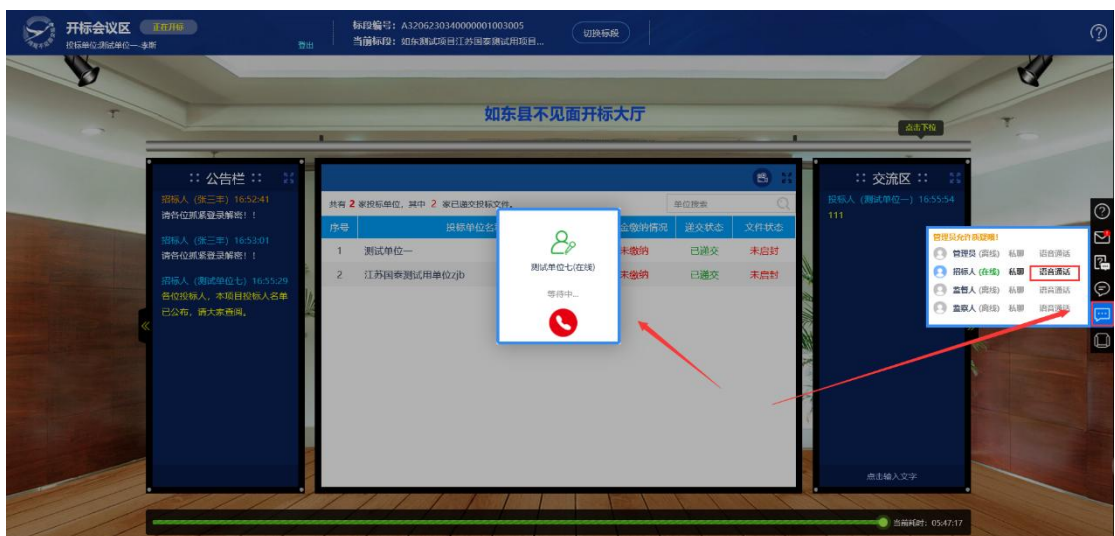 开标会议区 正在开标
投标单位:测试单位一-李斯
登出
标段编号：A3206230340000001003005
当前标段：如东测试项目江苏国泰测试用项目...
切换标段
如东县不见面开标大厅
点击下拉
:: 公告栏 ::
招标人（张三丰）16:52:41
请各位抓紧登录解密！！
招标人（张三丰）16:53:01
请各位抓紧登录解密！！
招标人（测试单位七）16:55:29
各位投标人，本项目投标人名单
已公布，请大家查阅。
共有 2 家投标单位，其中 2 家已递交投标文件。
单位搜索
序号 投标单位名 金缴纳情况 递交状态 文件状态
1 测试单位一 未缴纳 已递交 未启封
2 江苏国泰测试用单位zjb 未缴纳 已递交 未启封
测试单位七(在线)
等待中...
:: 交流区 ::
投标人（测试单位一）16:55:54
111
点击输入文字
管理员允许质疑哦!
管理员 (离线) 私聊 语音通话
招标人 (在线) 私聊 语音通话
监督人 (离线) 私聊 语音通话
监察人 (离线) 私聊 语音通话
当前耗时：05:47:17